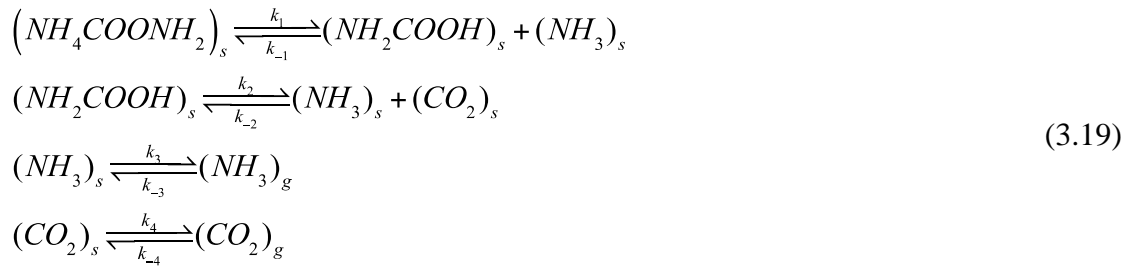 (NH₄COONH₂)ₛ ⇌ (NH₂COOH)ₛ + (NH₃)ₛ k₁ k₋₁
(NH₂COOH)ₛ ⇌ (NH₃)ₛ + (CO₂)ₛ k₂ k₋₂
(3.19)
(NH₃)ₛ ⇌ (NH₃)g k₃ k₋₃
(CO₂)ₛ ⇌ (CO₂)g k₄ k₋₄